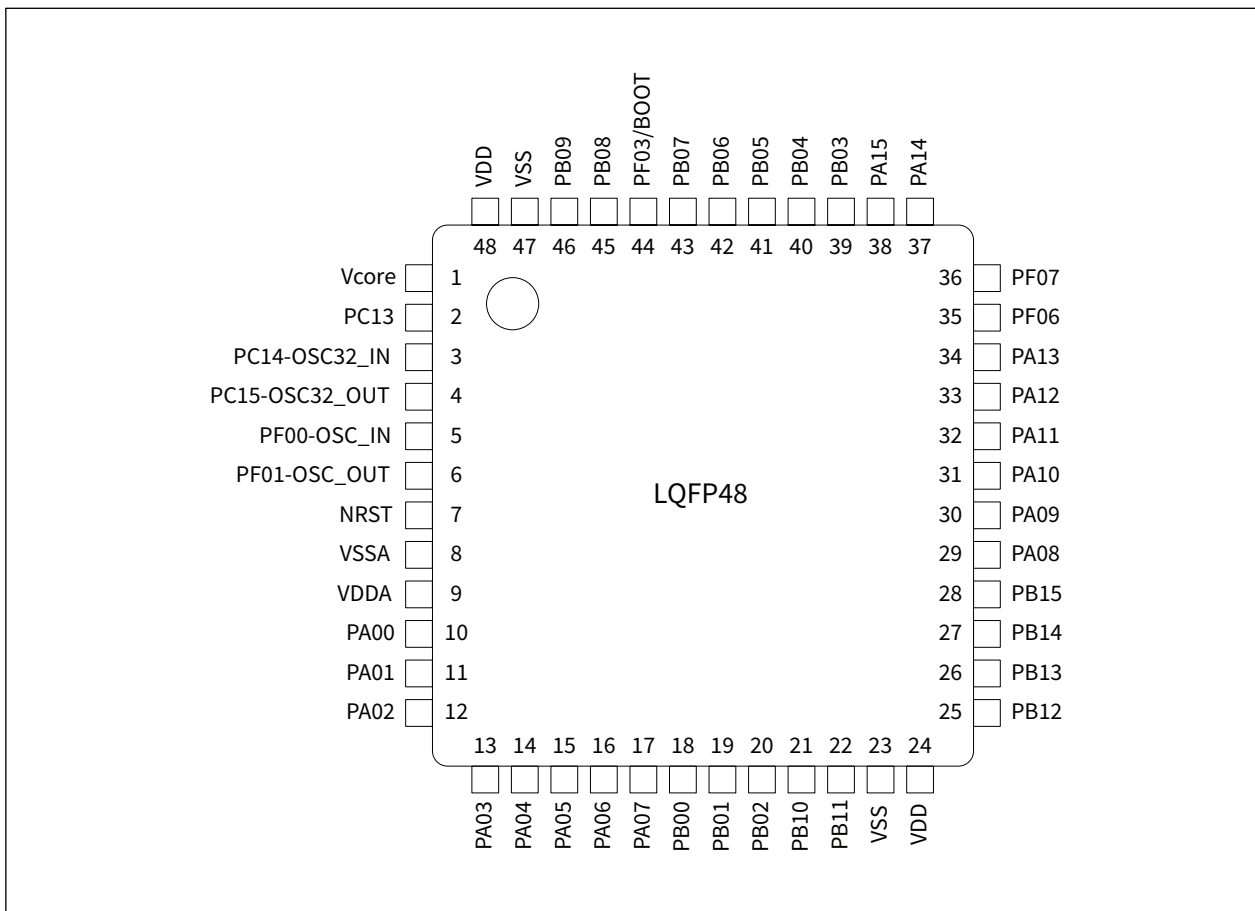 VDD VSS PB09 PB08 PF03/BOOT PB07 PB06 PB05 PB04 PB03 PA15 PA14
48 47 46 45 44 43 42 41 40 39 38 37
Vcore 1 36 PF07
PC13 2 35 PF06
PC14-OSC32_IN 3 34 PA13
PC15-OSC32_OUT 4 33 PA12
PF00-OSC_IN 5 32 PA11
PF01-OSC_OUT 6 31 PA10
LQFP48
NRST 7 30 PA09
VSSA 8 29 PA08
VDDA 9 28 PB15
PA00 10 27 PB14
PA01 11 26 PB13
PA02 12 25 PB12
13 14 15 16 17 18 19 20 21 22 23 24
PA03 PA04 PA05 PA06 PA07 PB00 PB01 PB02 PB10 PB11 VSS VDD